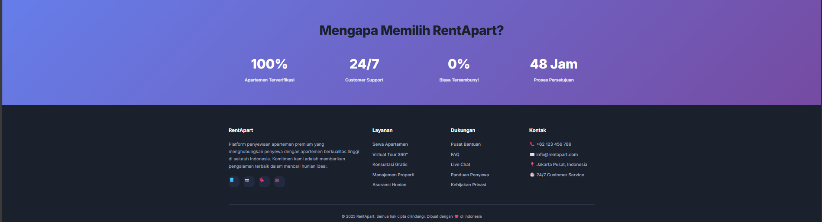 Mengapa Memilih RentApart?
100%
Apartemen Terverifikasi
24/7
Customer Support
0%
Biaya Tersembunyi
48 Jam
Proses Persetujuan
RentApart
Platform penyewaan apartemen premium yang
menghubungkan penyewa dengan apartemen berkualitas tinggi
di seluruh Indonesia. Komitmen kami adalah memberikan
pengalaman terbaik dalam mencari hunian ideal.
Layanan
Sewa Apartemen
Virtual Tour 360°
Konsultasi Gratis
Manajemen Properti
Asuransi Hunian
Dukungan
Pusat Bantuan
FAQ
Live Chat
Panduan Penyewa
Kebijakan Privasi
Kontak
+62 123 456 789
info@rentapart.com
Jakarta Pusat, Indonesia
24/7 Customer Service
© 2025 RentApart. Semua hak cipta dilindungi. Dibuat dengan ❤️ di Indonesia